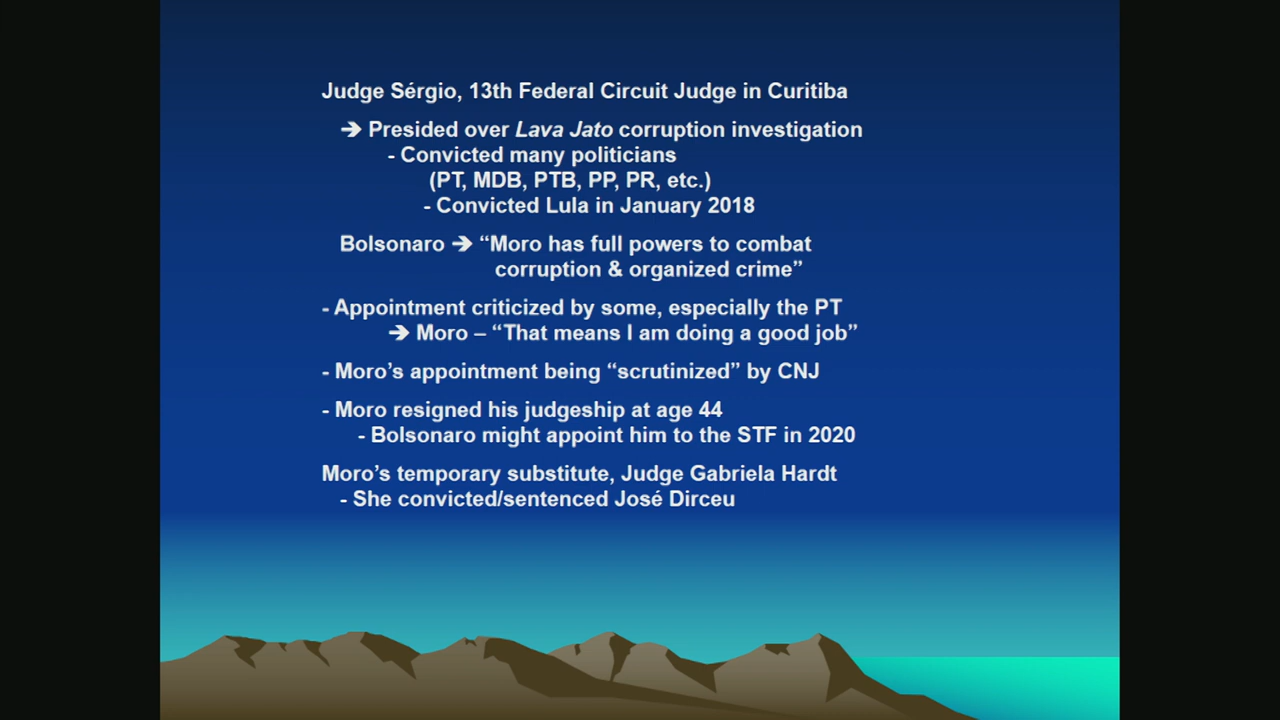 Judge Sérgio, 13th Federal Circuit Judge in Curitiba
➔ Presided over Lava Jato corruption investigation
- Convicted many politicians
(PT, MDB, PTB, PP, PR, etc.)
- Convicted Lula in January 2018
Bolsonaro ➔ “Moro has full powers to combat
corruption & organized crime”
- Appointment criticized by some, especially the PT
➔ Moro – “That means I am doing a good job”
- Moro’s appointment being “scrutinized” by CNJ
- Moro resigned his judgeship at age 44
- Bolsonaro might appoint him to the STF in 2020
Moro’s temporary substitute, Judge Gabriela Hardt
- She convicted/sentenced José Dirceu